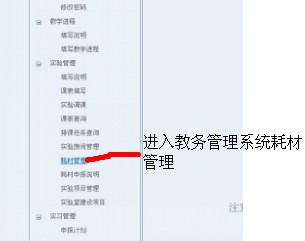 修改密码
教学进程
填写说明
填写教学进程
实验管理
填写说明
课表填写
实验调课
课表查询
排课任务查询
实验房间管理
耗材管理
耗材申报说明
实验项目管理
实验室建设项目
实习管理
申报计划
进入教务管理系统耗材
管理